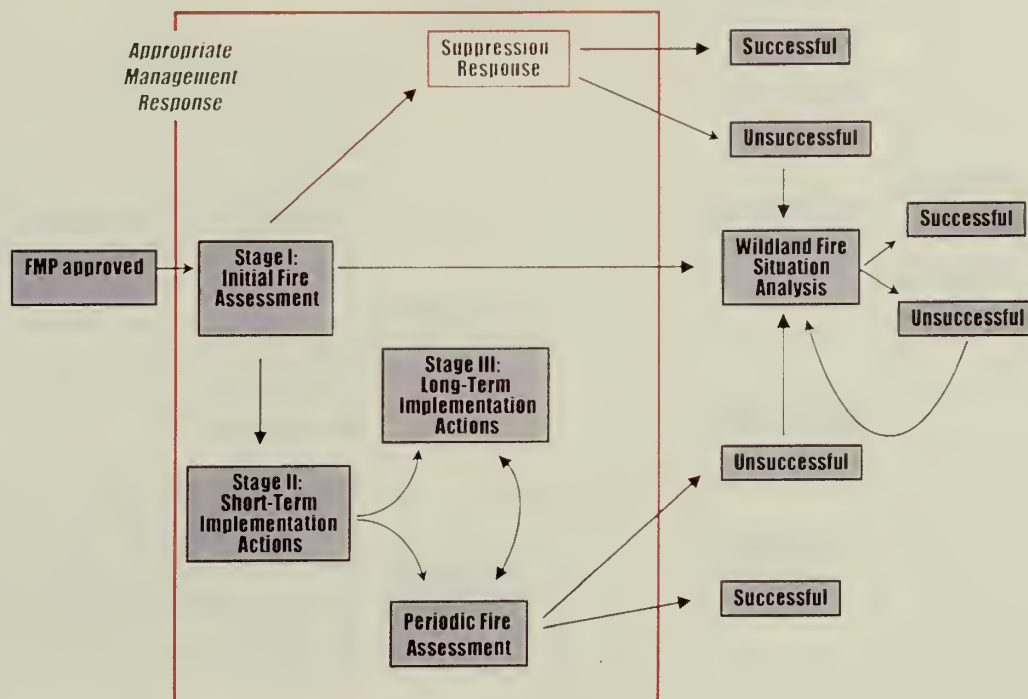 Appropriate
Management
Response
Suppression
Response
Successful
Unsuccessful
FMP approved
Stage I:
Initial Fire
Assessment
Wildland Fire
Situation
Analysis
Successful
Unsuccessful
Stage III:
Long-Term
Implementation
Actions
Stage II:
Short-Term
Implementation
Actions
Unsuccessful
Periodic Fire
Assessment
Successful